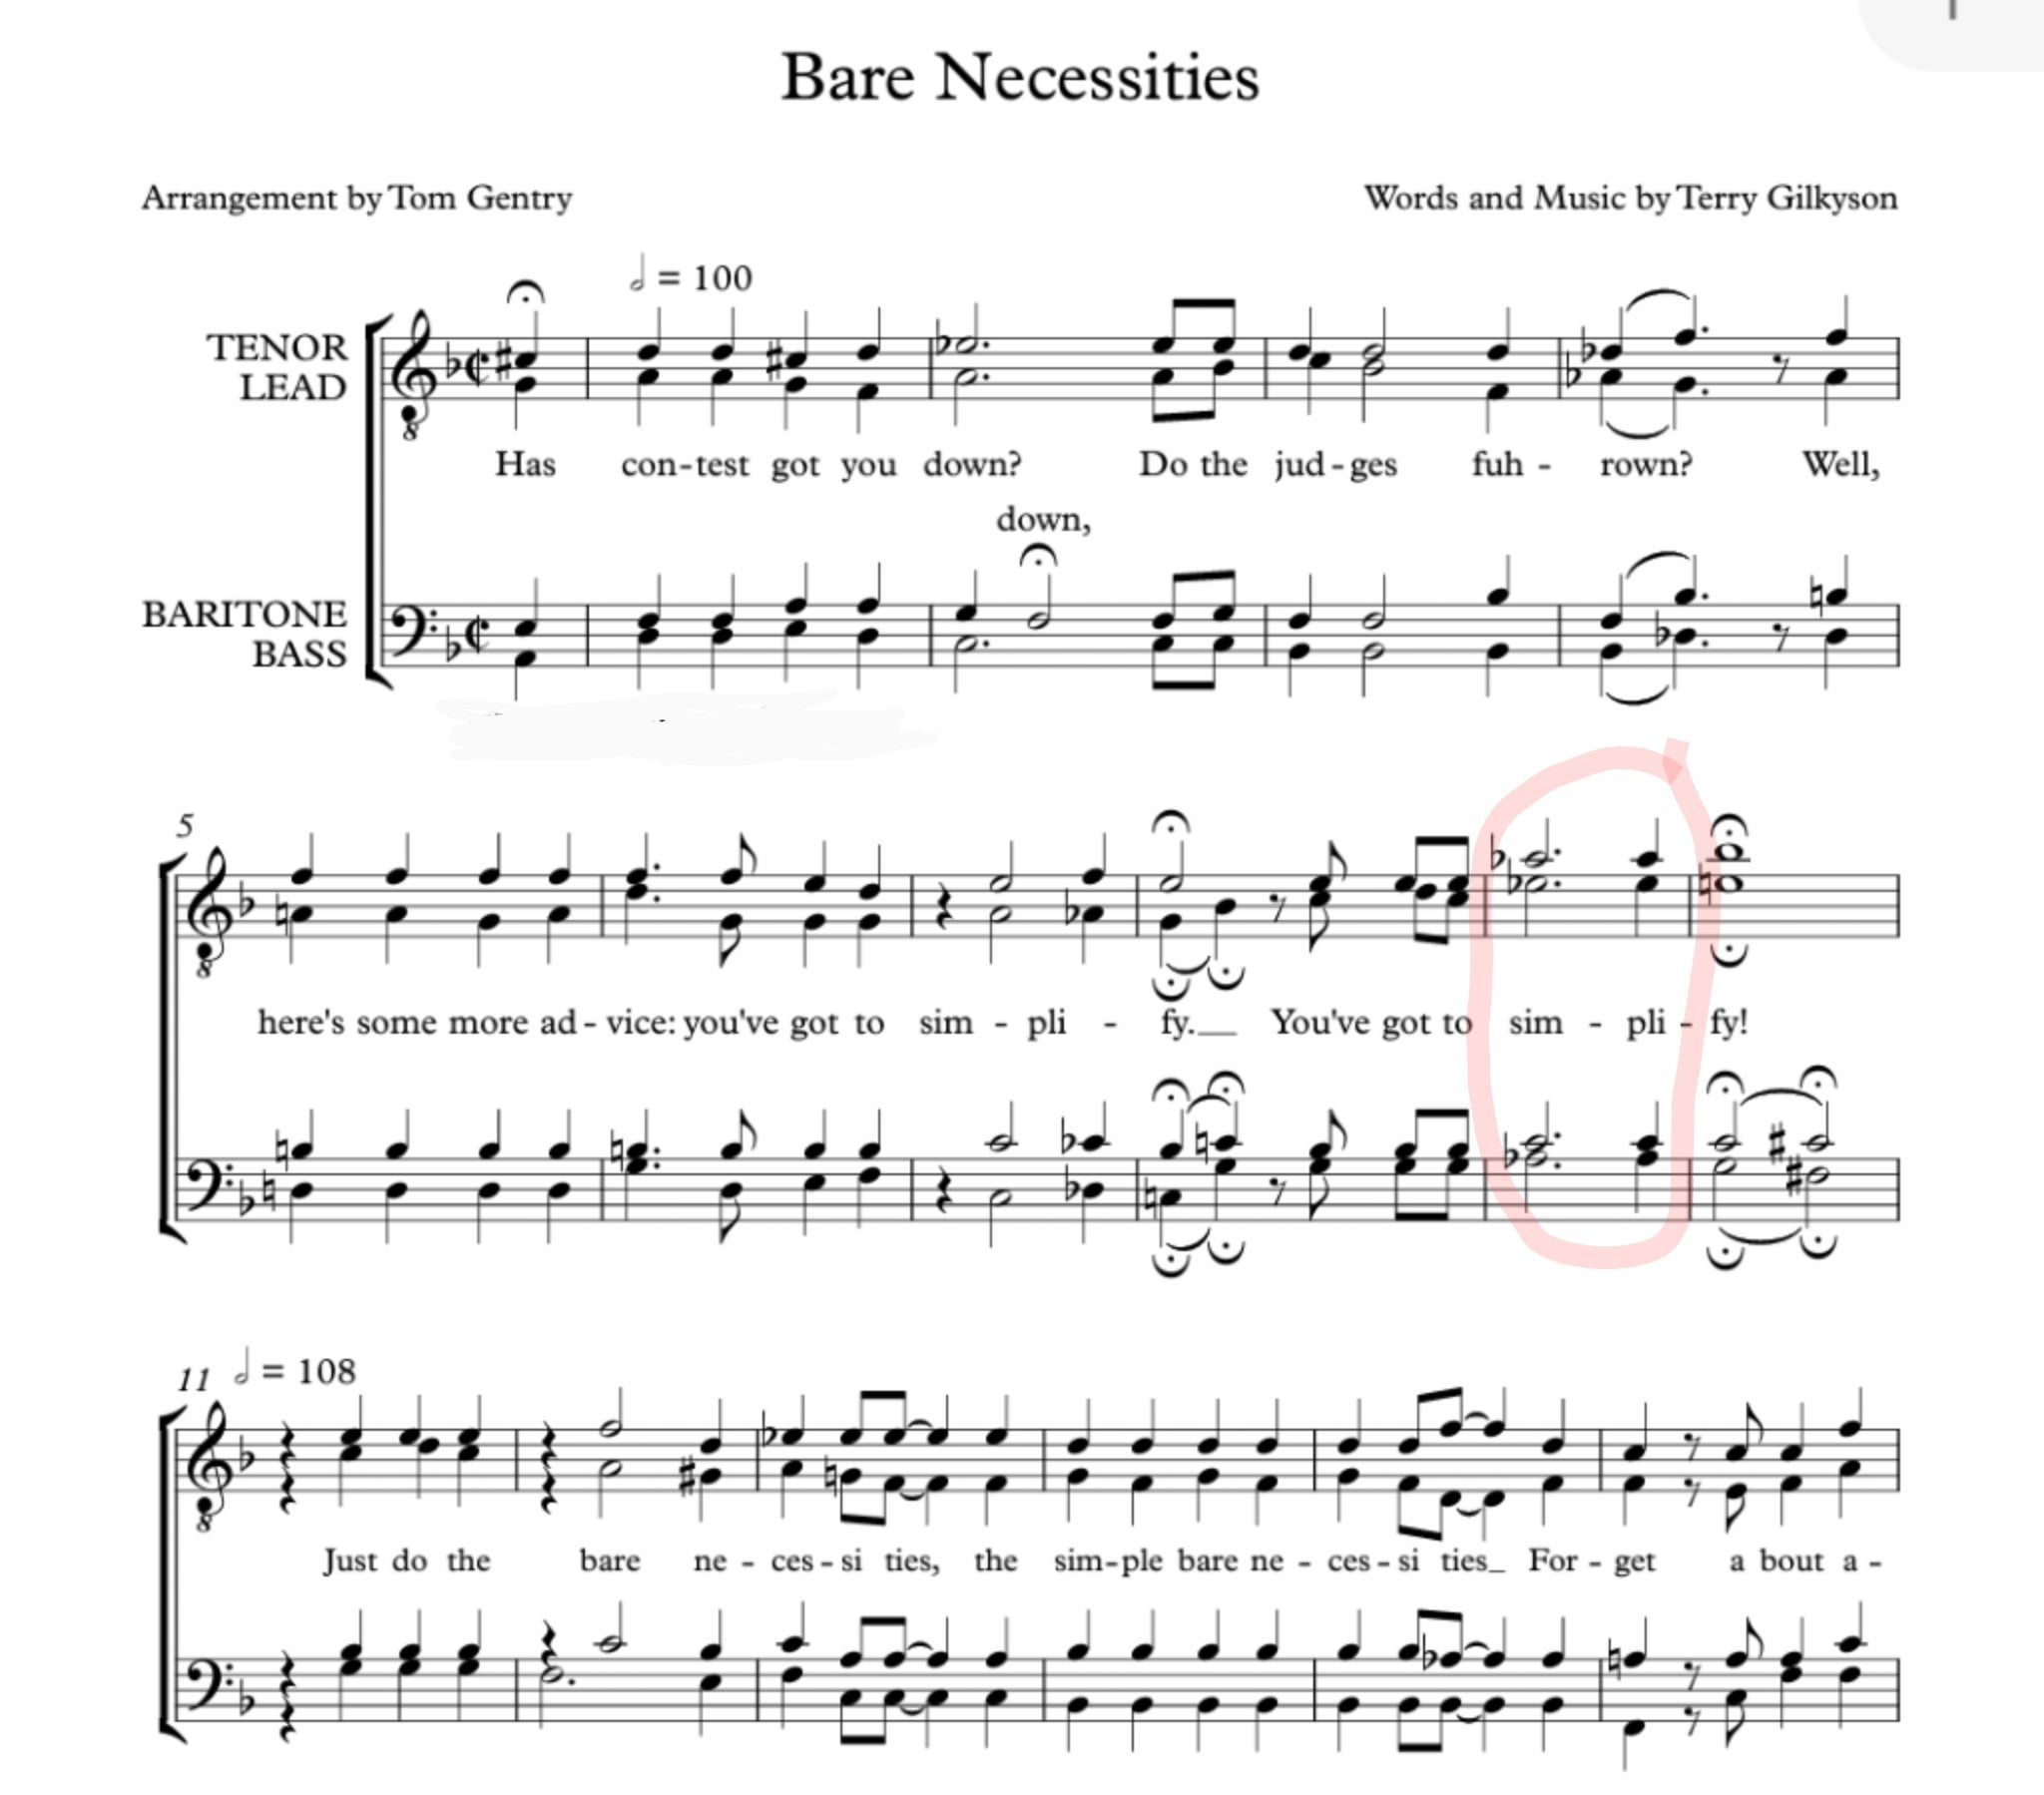 Bare Necessities
Arrangement by Tom Gentry
Words and Music by Terry Gilkyson
= 100
TENOR
LEAD
8
Has con-test got you down? Do the jud-ges fuh - rown? Well,
down,
BARITONE
BASS
5
8
here's some more ad-vice: you've got to sim - pli - fy. You've got to sim - pli - fy!
11 = 108
8
Just do the bare ne - ces-si ties, the sim-ple bare ne - ces-si ties_ For-get a bout a -